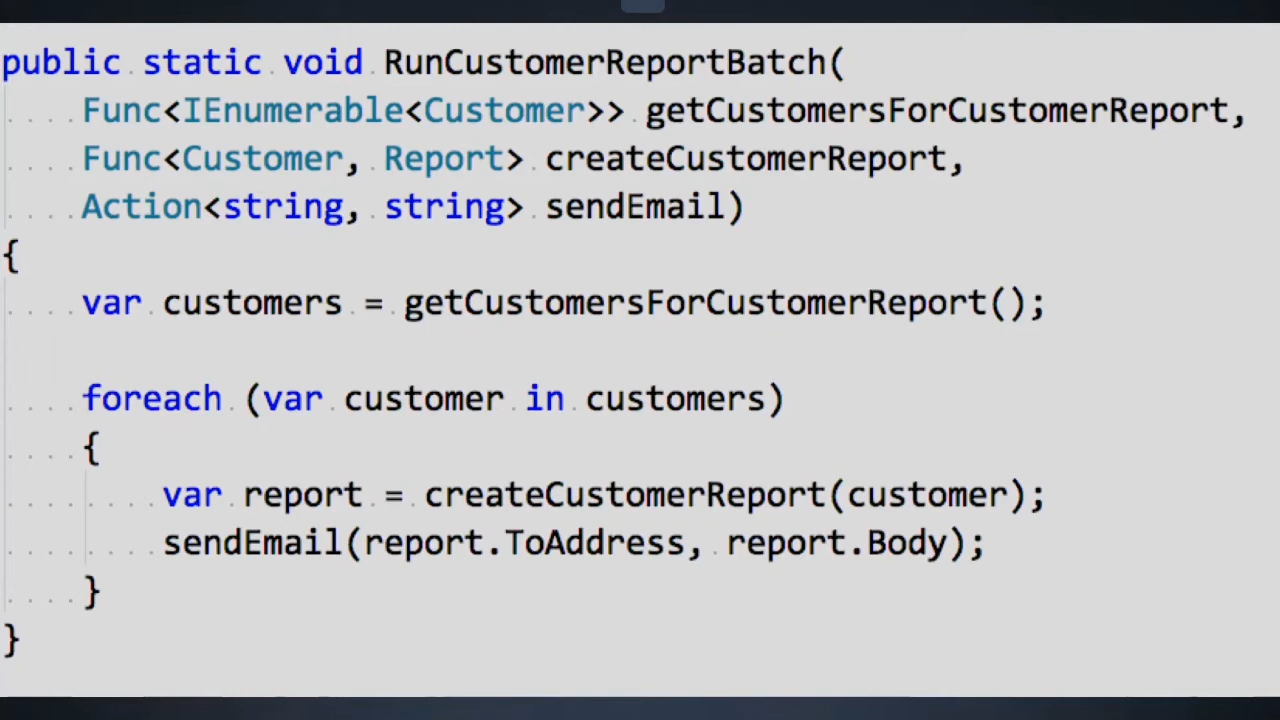 public static void RunCustomerReportBatch(
    Func<IEnumerable<Customer>> getCustomersForCustomerReport,
    Func<Customer, Report> createCustomerReport,
    Action<string, string> sendEmail)
{
    var customers = getCustomersForCustomerReport();
    foreach (var customer in customers)
    {
        var report = createCustomerReport(customer);
        sendEmail(report.ToAddress, report.Body);
    }
}